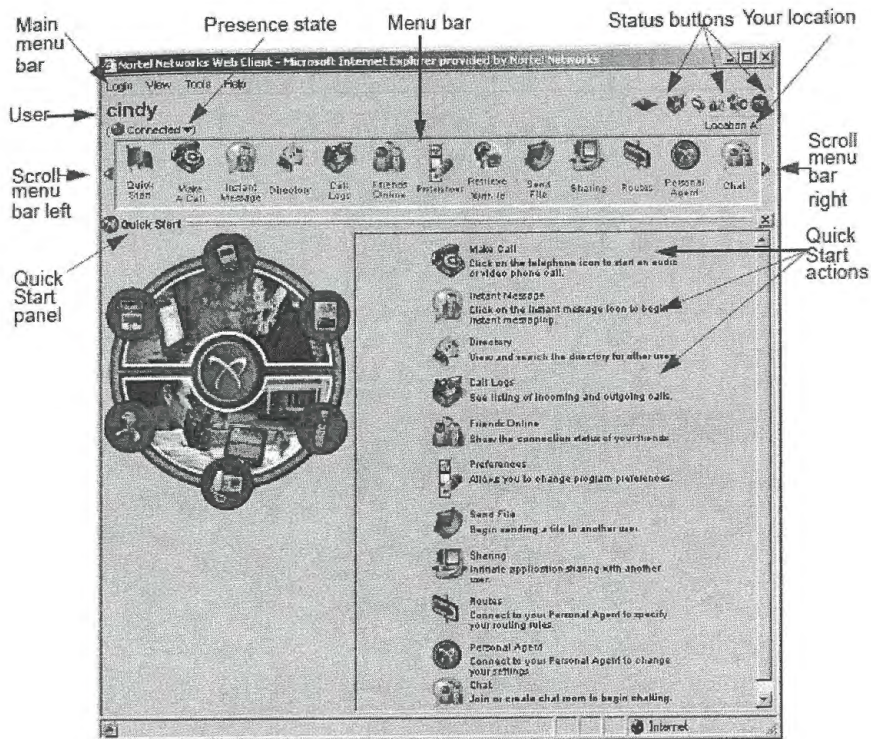 Main menu bar
Presence state
Menu bar
Status buttons
Your location
Nortel Networks Web Client - Microsoft Internet Explorer provided by Nortel Networks
Login View Tools Help
User
cindy
(Connected)
Location A
Scroll menu bar left
Quick Start
Make A Call
Instant Message
Directory
Call Logs
Friends Online
Preferences
Retrieve
Send File
Sharing
Routes
Personal Agent
Chat
Scroll menu bar right
Quick Start
Quick Start panel
Quick Start actions
Make Call
Click on the telephone icon to start an audio
or video phone call.
Instant Message
Click on the instant message icon to begin
instant messaging.
Directory
View and search the directory for other user
Call Logs
See listing of incoming and outgoing calls.
Friends Online
Show the connection status of your friends
Preferences
Allows you to change program preferences.
Send File
Begin sending a file to another user.
Sharing
Initiate application sharing with another
user.
Routes
Connect to your Personal Agent to specify
your routing rules.
Personal Agent
Connect to your Personal Agent to change
your settings
Chat
Join or create chat room to begin chatting.
Internet